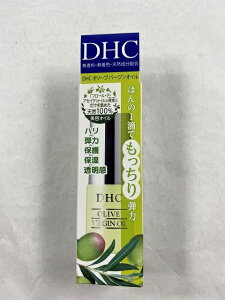 DHC
無香料・無着色・天然成分配合
DHCオリーブバージンオイル
天然100%
美容オイル
ハリ
弾力
保護
保湿
透明感
ほんの一滴で
もっちり
弾力
DHC
OLIVE
VIRGIN OIL